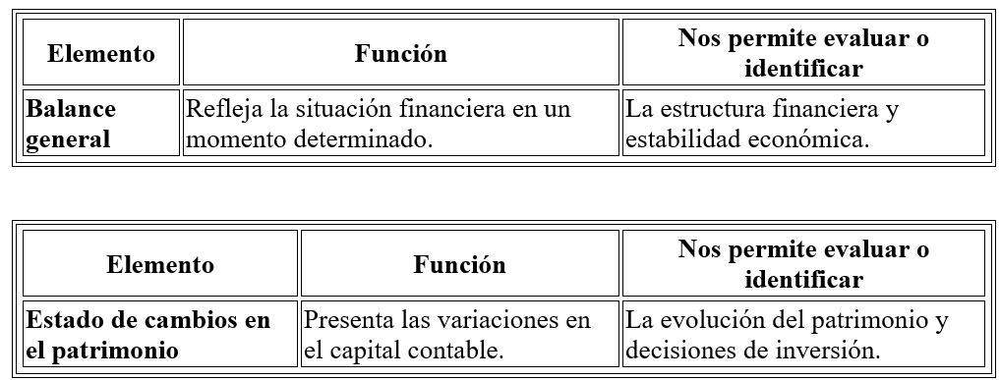 Elemento
Función
Nos permite evaluar o
identificar
Balance
general
Refleja la situación financiera en un
momento determinado.
La estructura financiera y
estabilidad económica.
Elemento
Función
Nos permite evaluar o
identificar
Estado de cambios en
el patrimonio
Presenta las variaciones en
el capital contable.
La evolución del patrimonio y
decisiones de inversión.